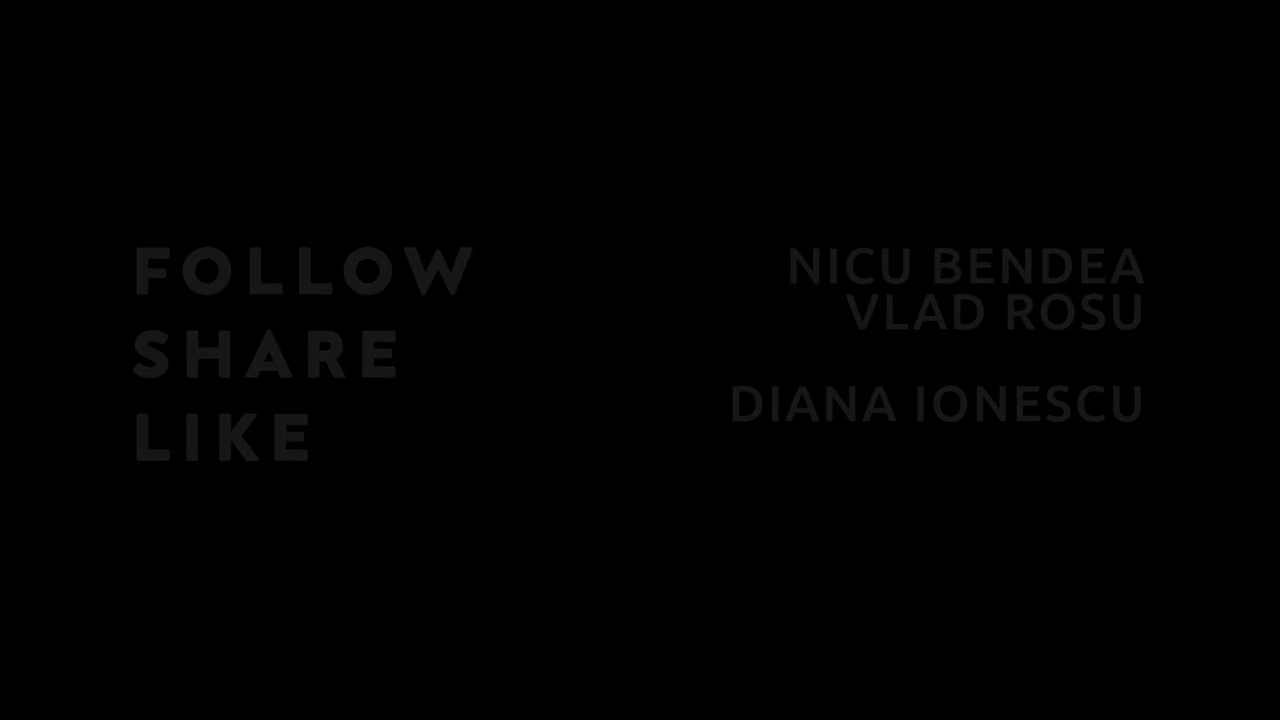 FOLLOW
SHARE
LIKE
NICU BENDEA
VLAD ROSU
DIANA IONESCU